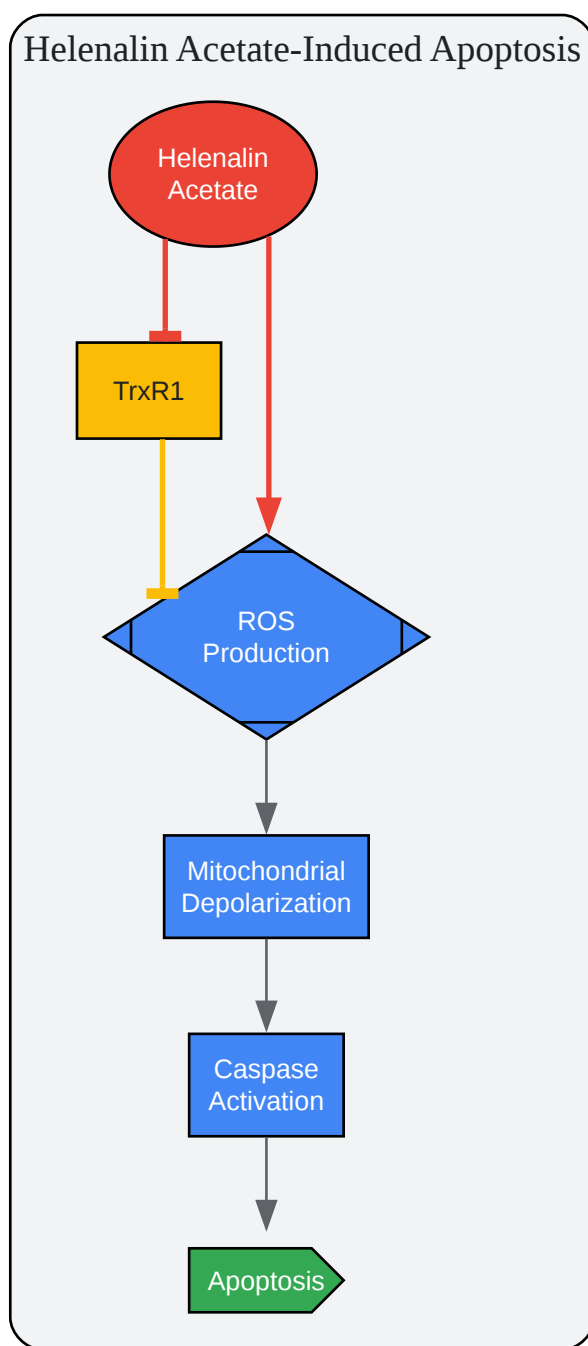 Helenalin Acetate-Induced Apoptosis
Helenalin
Acetate
TrxR1
ROS
Production
Mitochondrial
Depolarization
Caspase
Activation
Apoptosis